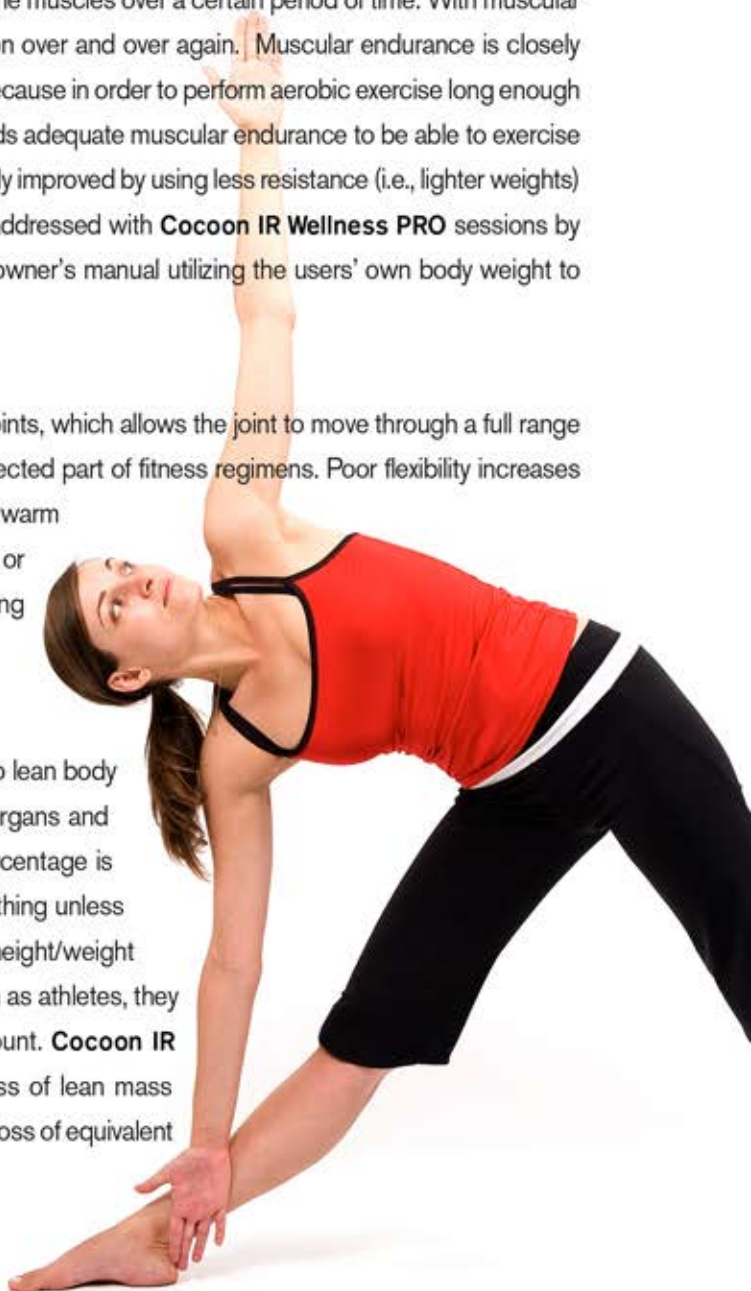 he muscles over a certain period of time. With muscular
n over and over again. Muscular endurance is closely
ecause in order to perform aerobic exercise long enough
ds adequate muscular endurance to be able to exercise
ly improved by using less resistance (i.e., lighter weights)
addressed with Cocoon IR Wellness PRO sessions by
owner's manual utilizing the users' own body weight to
oints, which allows the joint to move through a full range
ected part of fitness regimens. Poor flexibility increases
warm
or
ng
o lean body
rgans and
rcentage is
thing unless
height/weight
as athletes, they
ount. Cocoon IR
ss of lean mass
oss of equivalent